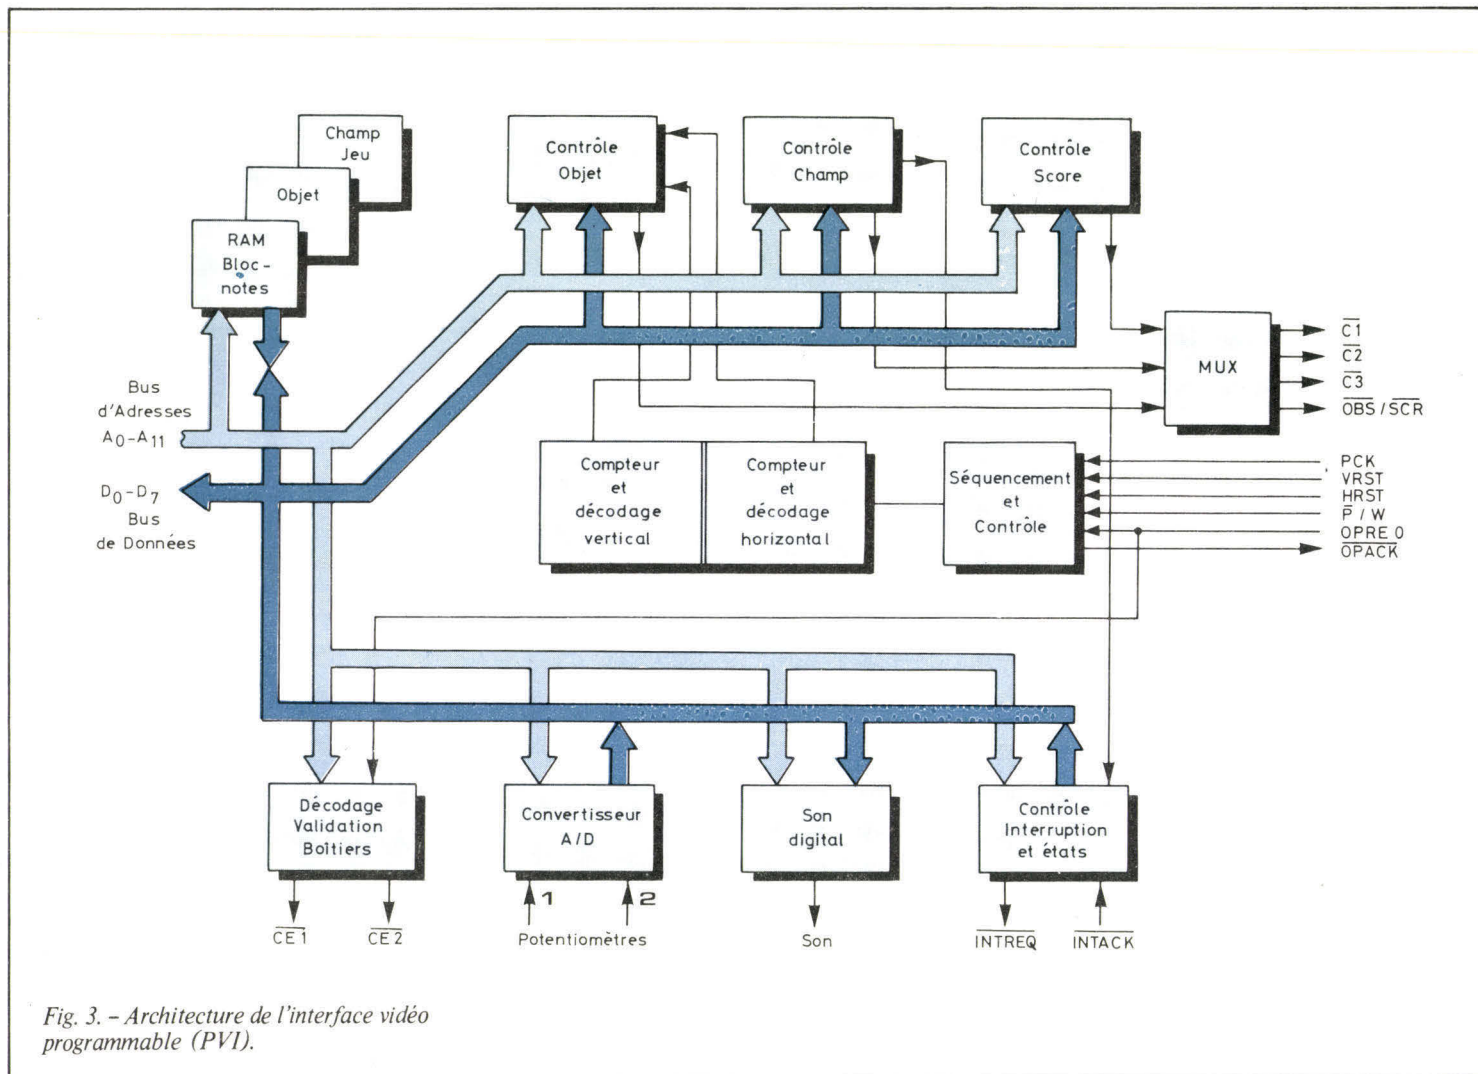 Champ
Jeu
Objet
RAM
Bloc-
notes
Contrôle
Objet
Contrôle
Champ
Contrôle
Score
MUX
C1
C2
C3
OBS / SCR
Bus
d'Adresses
A0-A11
D0-D7
Bus
de Données
Compteur
et
décodage
vertical
Compteur
et
décodage
horizontal
Séquencement
et
Contrôle
PCK
VRST
HRST
P / W
OPRE0
OPACK
Décodage
Validation
Boîtiers
Convertisseur
A/D
Son
digital
Contrôle
Interruption
et états
1
2
CE1
CE2
Potentiomètres
Son
INTREQ
INTACK
Fig. 3. – Architecture de l'interface vidéo
programmable (PVI).